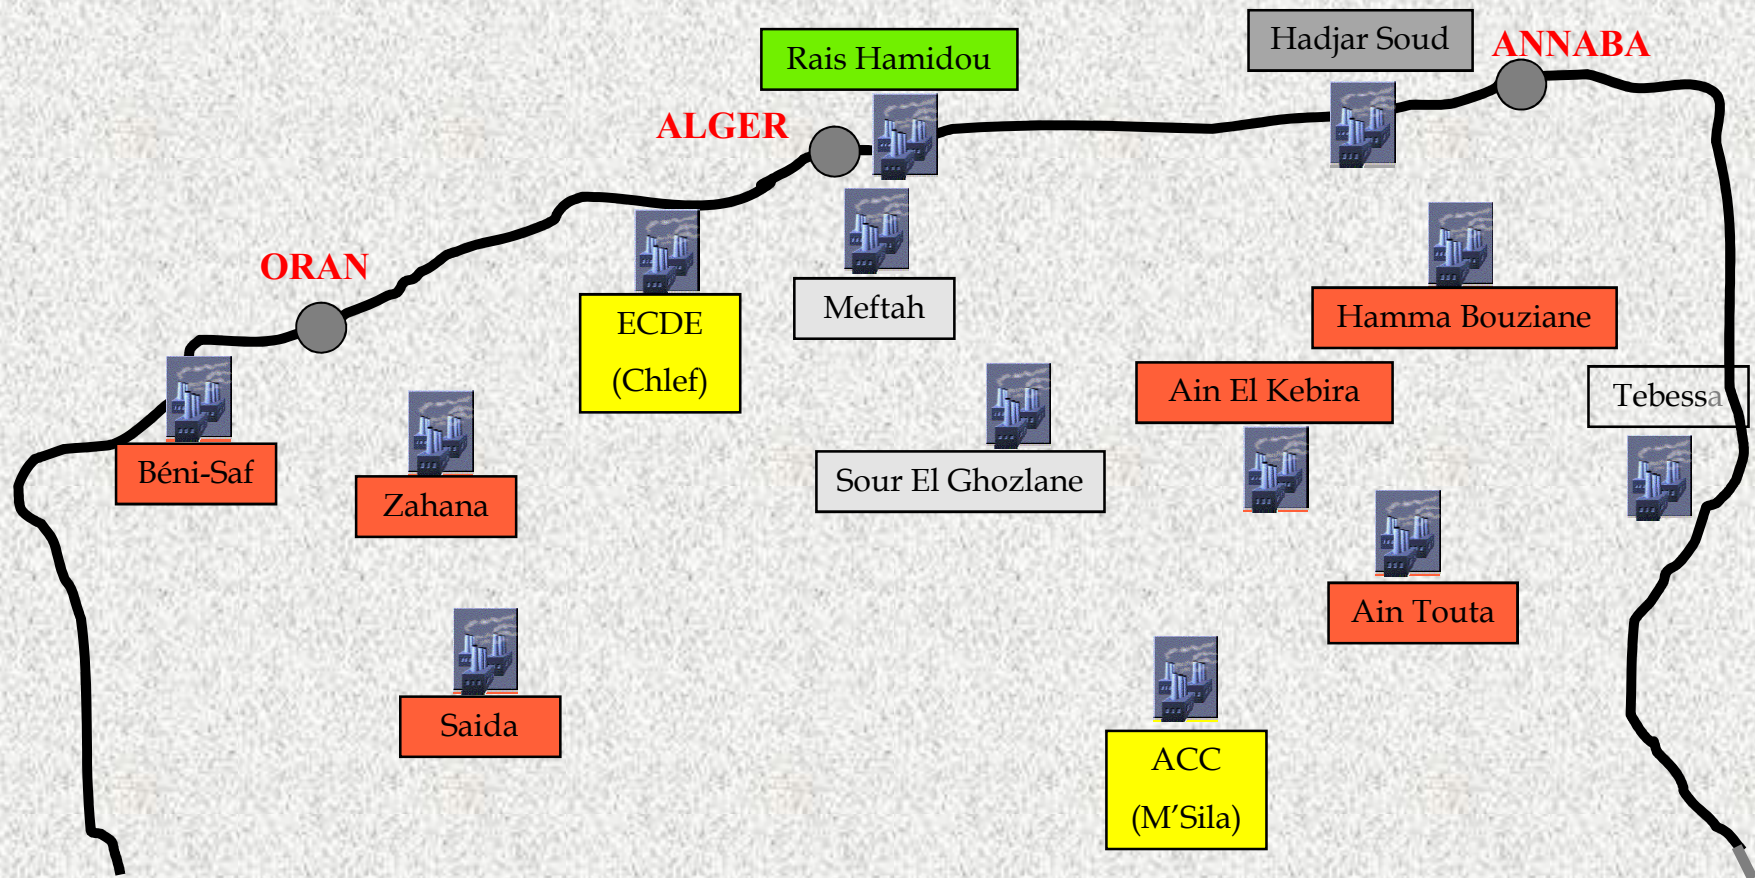 Hadjar Soud
ANNABA
Rais Hamidou
ALGER
ORAN
Meftah
ECDE
(Chlef)
Hamma Bouziane
Ain El Kebira
Tebessa
Béni-Saf
Sour El Ghozlane
Zahana
Ain Touta
Saida
ACC
(M’Sila)